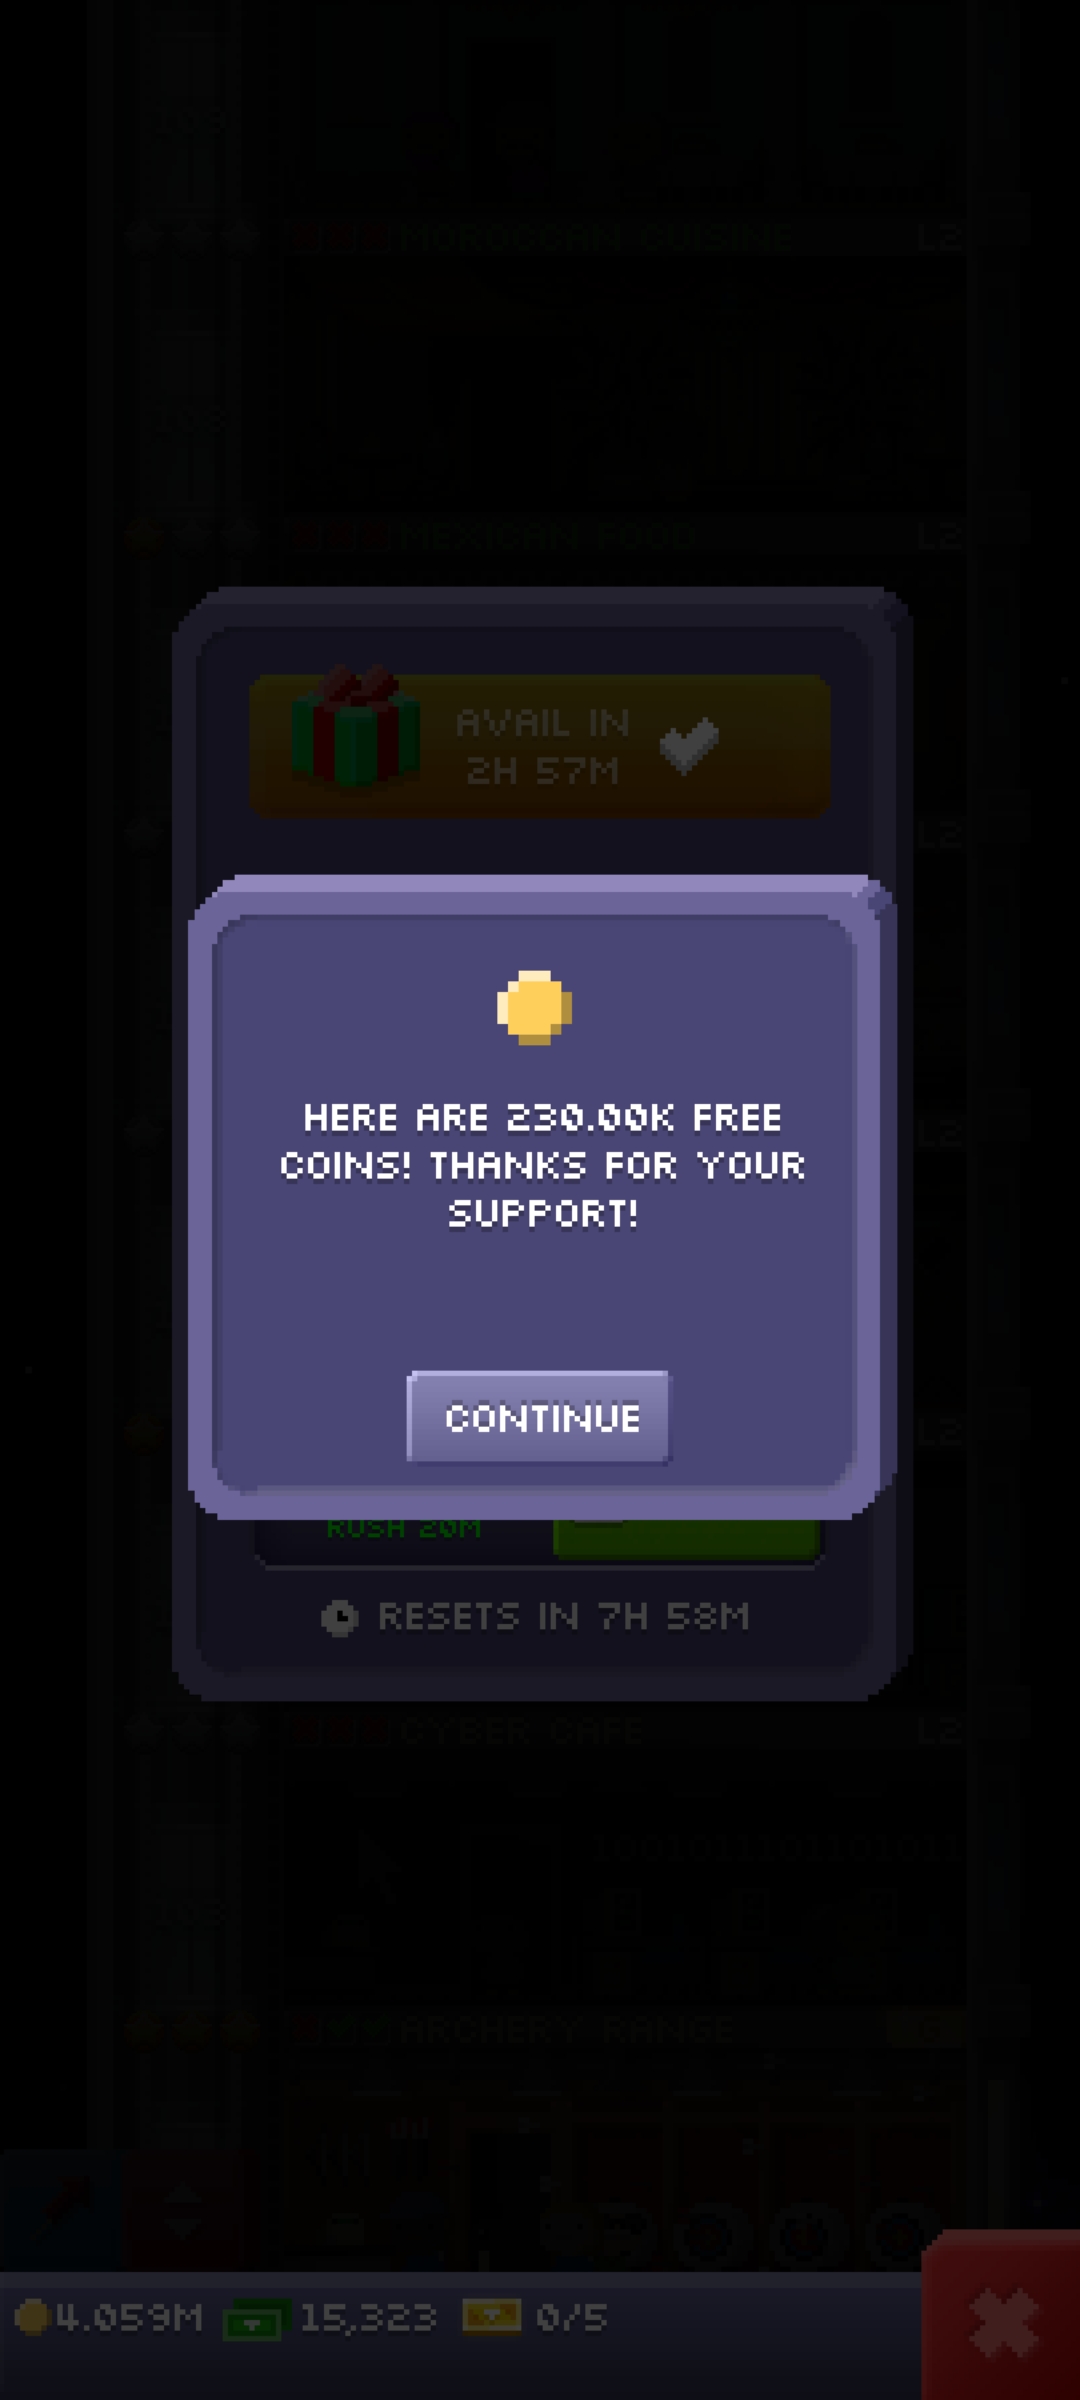 MOROCCAN CUISINE L2
MEXICAN FOOD L2
AVAIL IN
2H 57M
L2
HERE ARE 230.00K FREE
COINS! THANKS FOR YOUR
SUPPORT!
L2
CONTINUE
L2
RUSH 20M
RESETS IN 7H 58M
CYBER CAFE L2
ARCHERY RANGE
4.059M 15,323 0/5